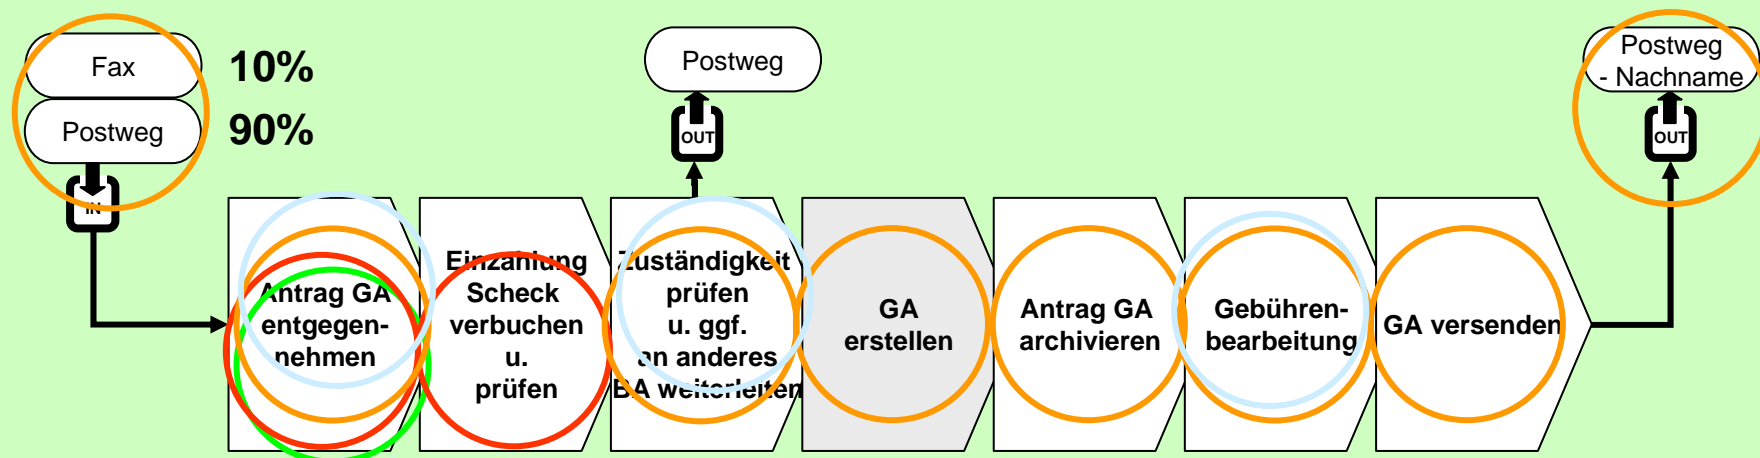 Fax
10%
Postweg
90%
IN
Postweg
OUT
Postweg
- Nachname
OUT
Antrag GA
entgegen-
nehmen
Einzahlung
Scheck
verbuchen
u.
prüfen
Zuständigkeit
prüfen
u. ggf.
an anderes
BA weiterleiten
GA
erstellen
Antrag GA
archivieren
Gebühren-
bearbeitung
GA versenden